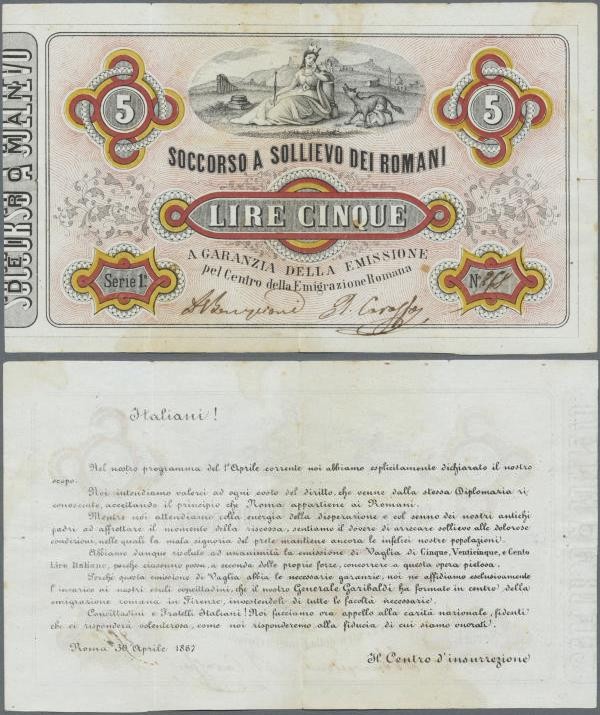 SOCCORSO
DEI ROMANI
5
5
SOCCORSO A SOLLIEVO DEI ROMANI
LIRE CINQUE
A GARANZIA DELLA EMISSIONE
pel Centro della Emigrazione Romana
Serie 1ª
Nº
Italiani!
Nel nostro programma del 1º Aprile corrente noi abbiamo esplicitamente dichiarato il nostro
scopo.
Noi intendiamo valerci ad ogni costo del diritto, che venne dalla stessa Diplomazia ri
conosciuto, accettando il principio che Roma appartiene ai Romani.
Mentre noi attendiamo colla energia della disperazione e col senno dei nostri antichi
padri ad affrettare il momento della riscossa, sentiamo il dovere di arrecare sollievo alle dolorose
condizioni, nelle quali la mala signoria del prete mantiene ancora le infelici nostre popolazioni.
Abbiamo dunque risoluto ad unanimità la emissione di Vaglia di Cinque, Venticinque, e Cento
Lire Italiane, perchè ciascuno possa, a seconda delle proprie forze, concorrere a questa opera pietosa.
Perchè questa emissione di Vaglia abbia le necessarie garanzie, noi ne affidiamo esclusivamente
l'incarico ai nostri esuli concittadini, che il nostro Generale Garibaldi ha formato in centro della
emigrazione romana in Firenze, investendoli di tutte le facoltà necessarie.
Concittadini e Fratelli Italiani! Noi facciamo ora appello alla carità nazionale, fidenti
che ci risponderà volenterosa, come noi risponderemo alla fiducia di cui siamo onorati.
Roma 30 Aprile 1867
Il Centro d'insurrezione